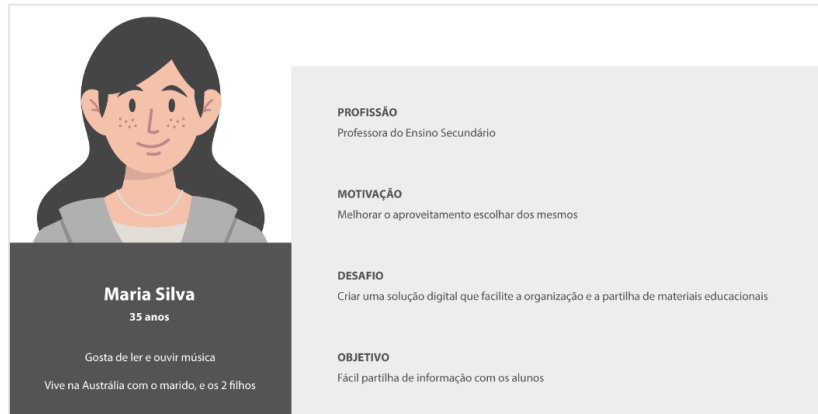 Maria Silva
35 anos
Gosta de ler e ouvir música
Vive na Austrália com o marido, e os 2 filhos
PROFISSÃO
Professora do Ensino Secundário
MOTIVAÇÃO
Melhorar o aproveitamento escolhar dos mesmos
DESAFIO
Criar uma solução digital que facilite a organização e a partilha de materiais educacionais
OBJETIVO
Fácil partilha de informação com os alunos